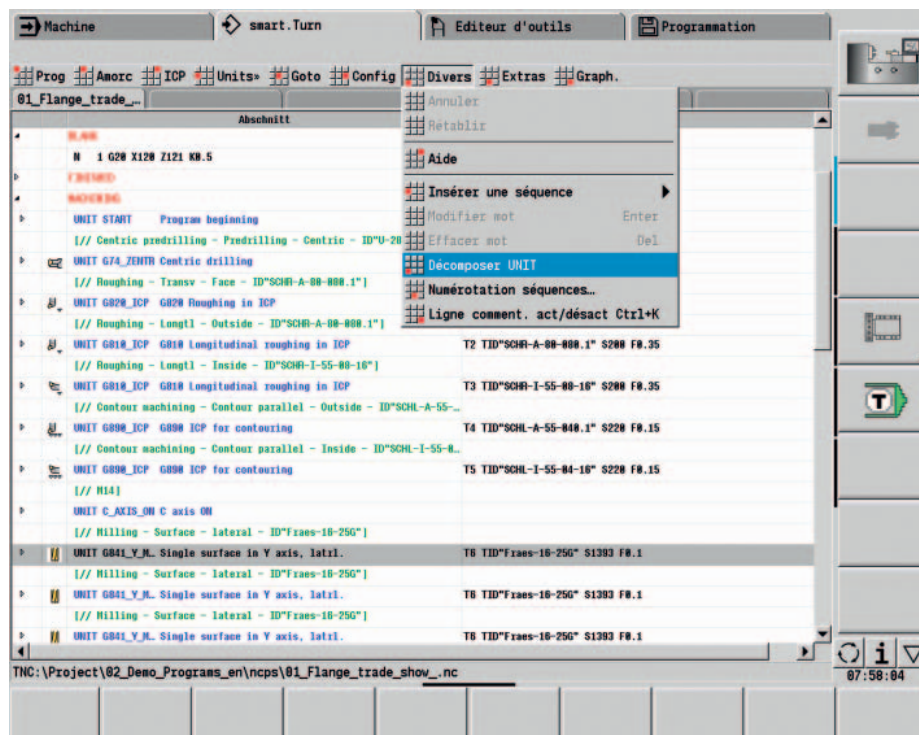 Machine smart.Turn Editeur d'outils Programmation
Prog Amorc ICP Units» Goto Config Divers Extras Graph.
01_Flange_trade_…
Abschnitt
Annuler
Rétablir
Aide
Insérer une séquence
Modifier mot Enter
Effacer mot Del
Décomposer UNIT
Numérotation séquences…
Ligne comment. act/désact Ctrl+K
N 1 G20 X120 Z121 K0.5
UNIT START Program beginning
[// Centric predrilling - Predrilling - Centric - ID"U-20
UNIT G74_ZENTR Centric drilling
[// Roughing - Transv - Face - ID"SCHR-A-80-080.1"]
UNIT G820_ICP G820 Roughing in ICP
[// Roughing - Longtl - Outside - ID"SCHR-A-80-080.1"]
UNIT G810_ICP G810 Longitudinal roughing in ICP T2 TID"SCHR-A-80-080.1" S200 F0.35
[// Roughing - Longtl - Inside - ID"SCHR-I-55-08-16"]
UNIT G810_ICP G810 Longitudinal roughing in ICP T3 TID"SCHR-I-55-08-16" S200 F0.35
[// Contour machining - Contour parallel - Outside - ID"SCHL-A-55-…
UNIT G890_ICP G890 ICP for contouring T4 TID"SCHL-A-55-040.1" S220 F0.15
[// Contour machining - Contour parallel - Inside - ID"SCHL-I-55-0…
UNIT G890_ICP G890 ICP for contouring T5 TID"SCHL-I-55-04-16" S220 F0.15
[// M14]
UNIT C_AXIS_ON C axis ON
[// Milling - Surface - lateral - ID"Fraes-16-25G"]
UNIT G841_Y_M… Single surface in Y axis, latrl. T6 TID"Fraes-16-25G" S1393 F0.1
[// Milling - Surface - lateral - ID"Fraes-16-25G"]
UNIT G841_Y_M… Single surface in Y axis, latrl. T6 TID"Fraes-16-25G" S1393 F0.1
[// Milling - Surface - lateral - ID"Fraes-16-25G"]
UNIT G841_Y_M… Single surface in Y axis, latrl. T6 TID"Fraes-16-25G" S1393 F0.1
TNC:\Project\02_Demo_Programs_en\ncps\01_Flange_trade_show_.nc
T
i
07:58:04